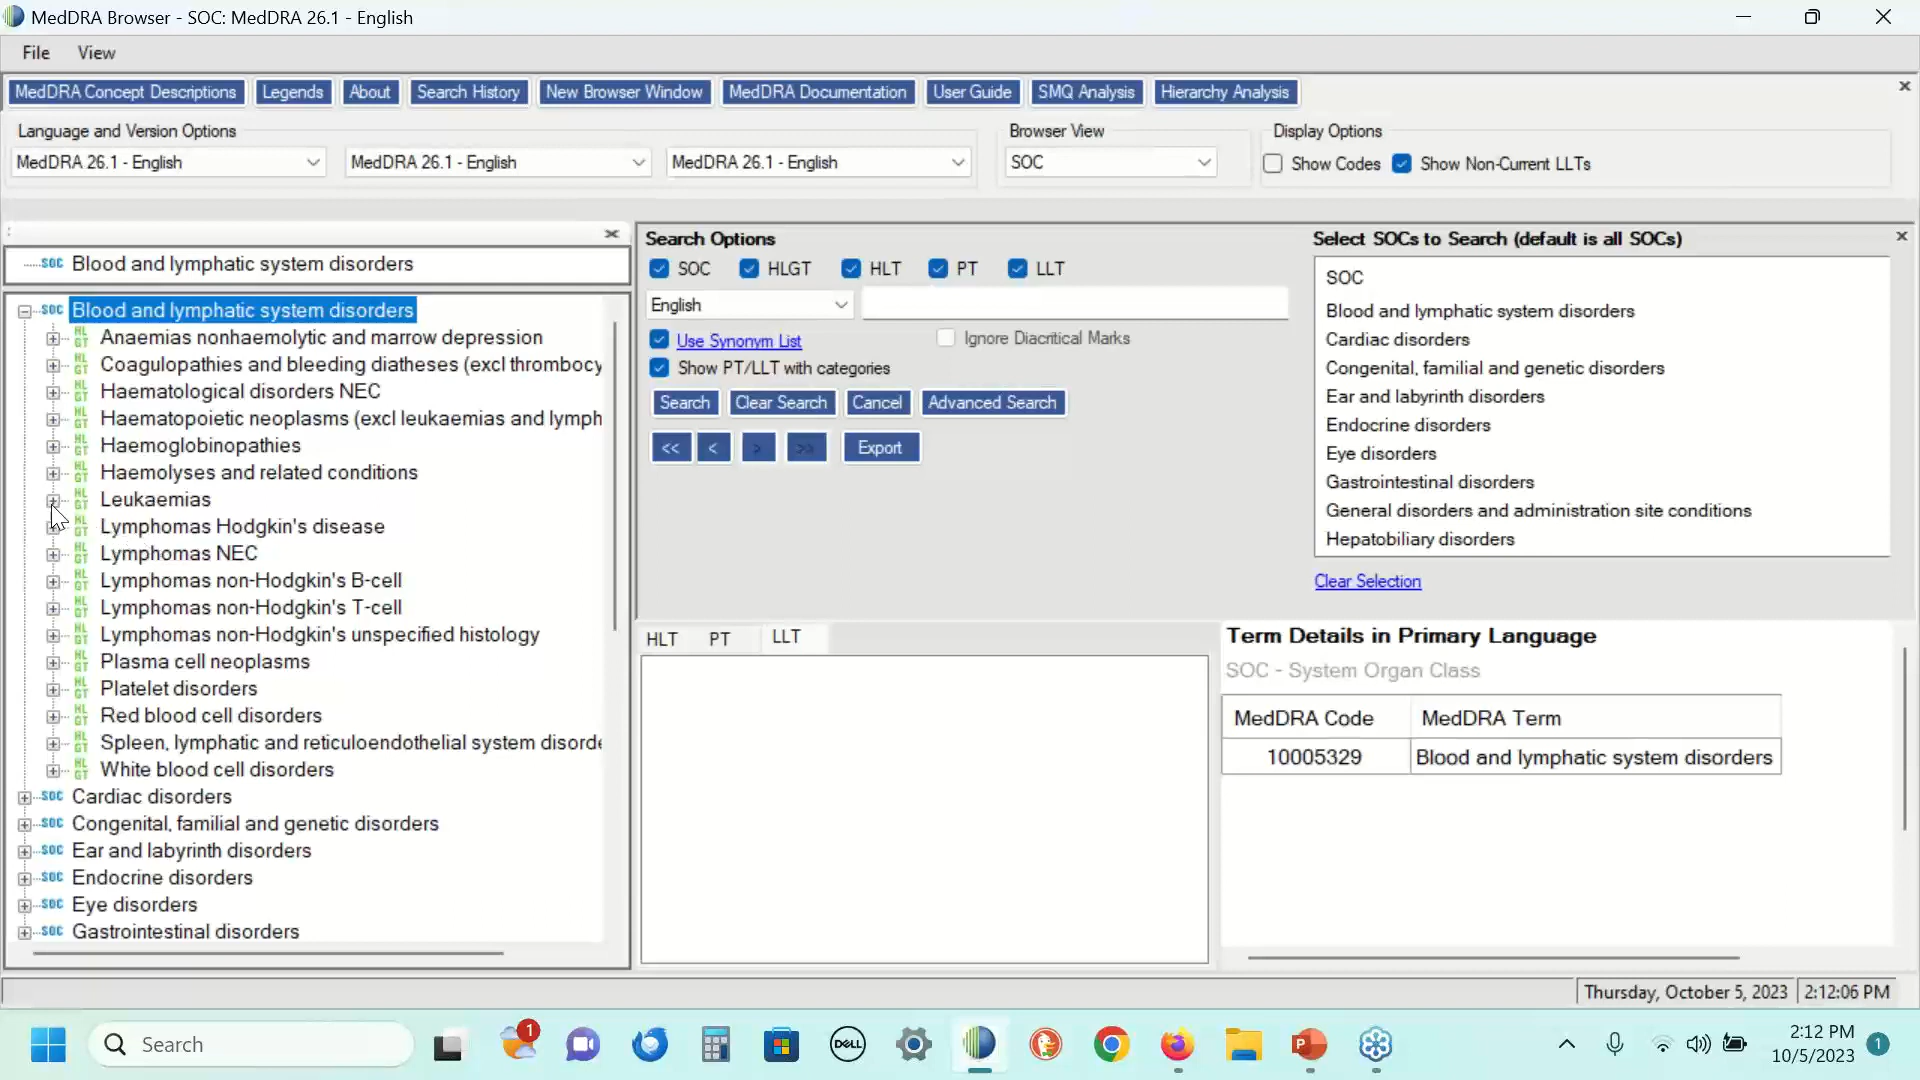 MedDRA Browser - SOC: MedDRA 26.1 - English
File View
MedDRA Concept Descriptions Legends About Search History New Browser Window MedDRA Documentation User Guide SMQ Analysis Hierarchy Analysis
Language and Version Options Browser View Display Options
MedDRA 26.1 - English MedDRA 26.1 - English MedDRA 26.1 - English SOC Show Codes Show Non-Current LLTs
SOC Blood and lymphatic system disorders
SOC Blood and lymphatic system disorders
HLGT Anaemias nonhaemolytic and marrow depression
HLGT Coagulopathies and bleeding diatheses (excl thrombocy
HLGT Haematological disorders NEC
HLGT Haematopoietic neoplasms (excl leukaemias and lymph
HLGT Haemoglobinopathies
HLGT Haemolyses and related conditions
HLGT Leukaemias
HLGT Lymphomas Hodgkin's disease
HLGT Lymphomas NEC
HLGT Lymphomas non-Hodgkin's B-cell
HLGT Lymphomas non-Hodgkin's T-cell
HLGT Lymphomas non-Hodgkin's unspecified histology
HLGT Plasma cell neoplasms
HLGT Platelet disorders
HLGT Red blood cell disorders
HLGT Spleen, lymphatic and reticuloendothelial system disorde
HLGT White blood cell disorders
SOC Cardiac disorders
SOC Congenital, familial and genetic disorders
SOC Ear and labyrinth disorders
SOC Endocrine disorders
SOC Eye disorders
SOC Gastrointestinal disorders
Search Options
SOC HLGT HLT PT LLT
English
Use Synonym List Ignore Diacritical Marks
Show PT/LLT with categories
Search Clear Search Cancel Advanced Search
<< < > >> Export
Select SOCs to Search (default is all SOCs)
SOC
Blood and lymphatic system disorders
Cardiac disorders
Congenital, familial and genetic disorders
Ear and labyrinth disorders
Endocrine disorders
Eye disorders
Gastrointestinal disorders
General disorders and administration site conditions
Hepatobiliary disorders
Clear Selection
HLT PT LLT
Term Details in Primary Language
SOC - System Organ Class
MedDRA Code MedDRA Term
10005329 Blood and lymphatic system disorders
Thursday, October 5, 2023 2:12:06 PM
Search 1 DELL 2:12 PM 1
10/5/2023